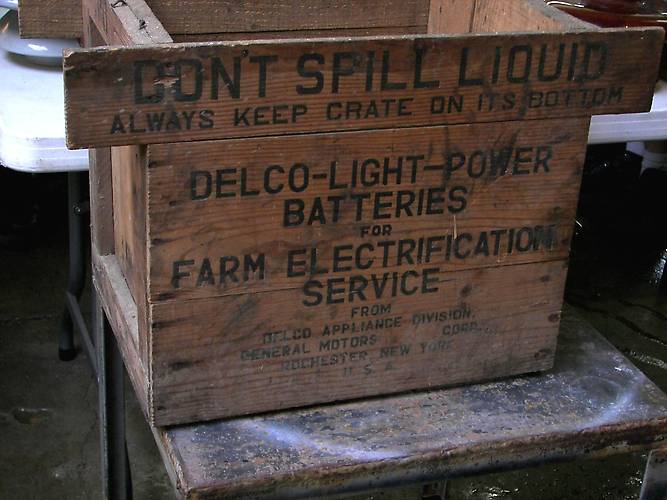 DON'T SPILL LIQUID
ALWAYS KEEP CRATE ON ITS BOTTOM
DELCO-LIGHT-POWER
BATTERIES
FOR
FARM ELECTRIFICATION
SERVICE
FROM
DELCO APPLIANCE DIVISION,
GENERAL MOTORS CORP.
ROCHESTER, NEW YORK
U.S.A.